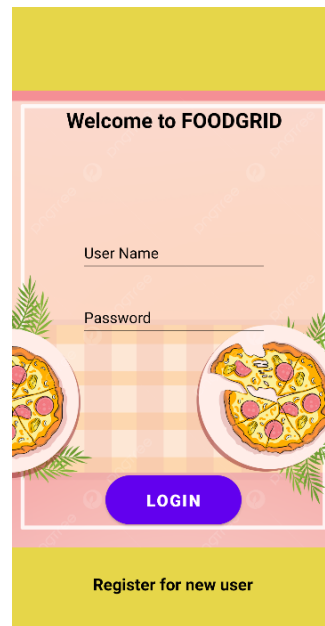 Welcome to FOODGRID
User Name
Password
LOGIN
Register for new user